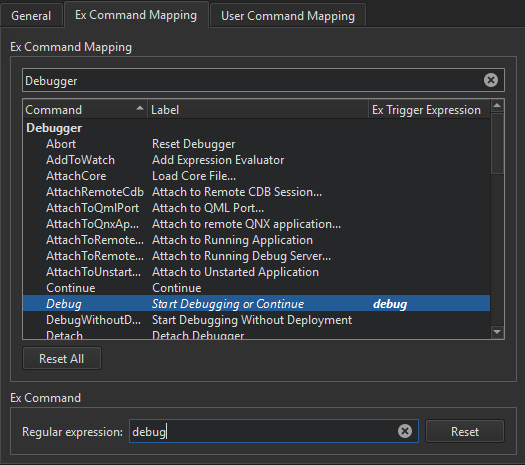 General Ex Command Mapping User Command Mapping
Ex Command Mapping
Debugger
Command Label Ex Trigger Expression
Debugger
Abort Reset Debugger
AddToWatch Add Expression Evaluator
AttachCore Load Core File...
AttachRemoteCdb Attach to Remote CDB Session...
AttachToQmlPort Attach to QML Port...
AttachToQnxAp... Attach to remote QNX application...
AttachToRemote... Attach to Running Application
AttachToRemote... Attach to Running Debug Server...
AttachToUnstart... Attach to Unstarted Application
Continue Continue
Debug Start Debugging or Continue debug
DebugWithoutD... Start Debugging Without Deployment
Detach Detach Debugger
Reset All
Ex Command
Regular expression: debug Reset